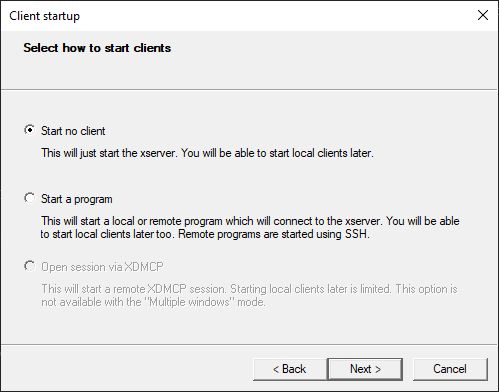 Client startup
Select how to start clients
Start no client
This will just start the xserver. You will be able to start local clients later.
Start a program
This will start a local or remote program which will connect to the xserver. You will be able
to start local clients later too. Remote programs are started using SSH.
Open session via XDMCP
This will start a remote XDMCP session. Starting local clients later is limited. This option is
not available with the "Multiple windows" mode.
< Back
Next >
Cancel